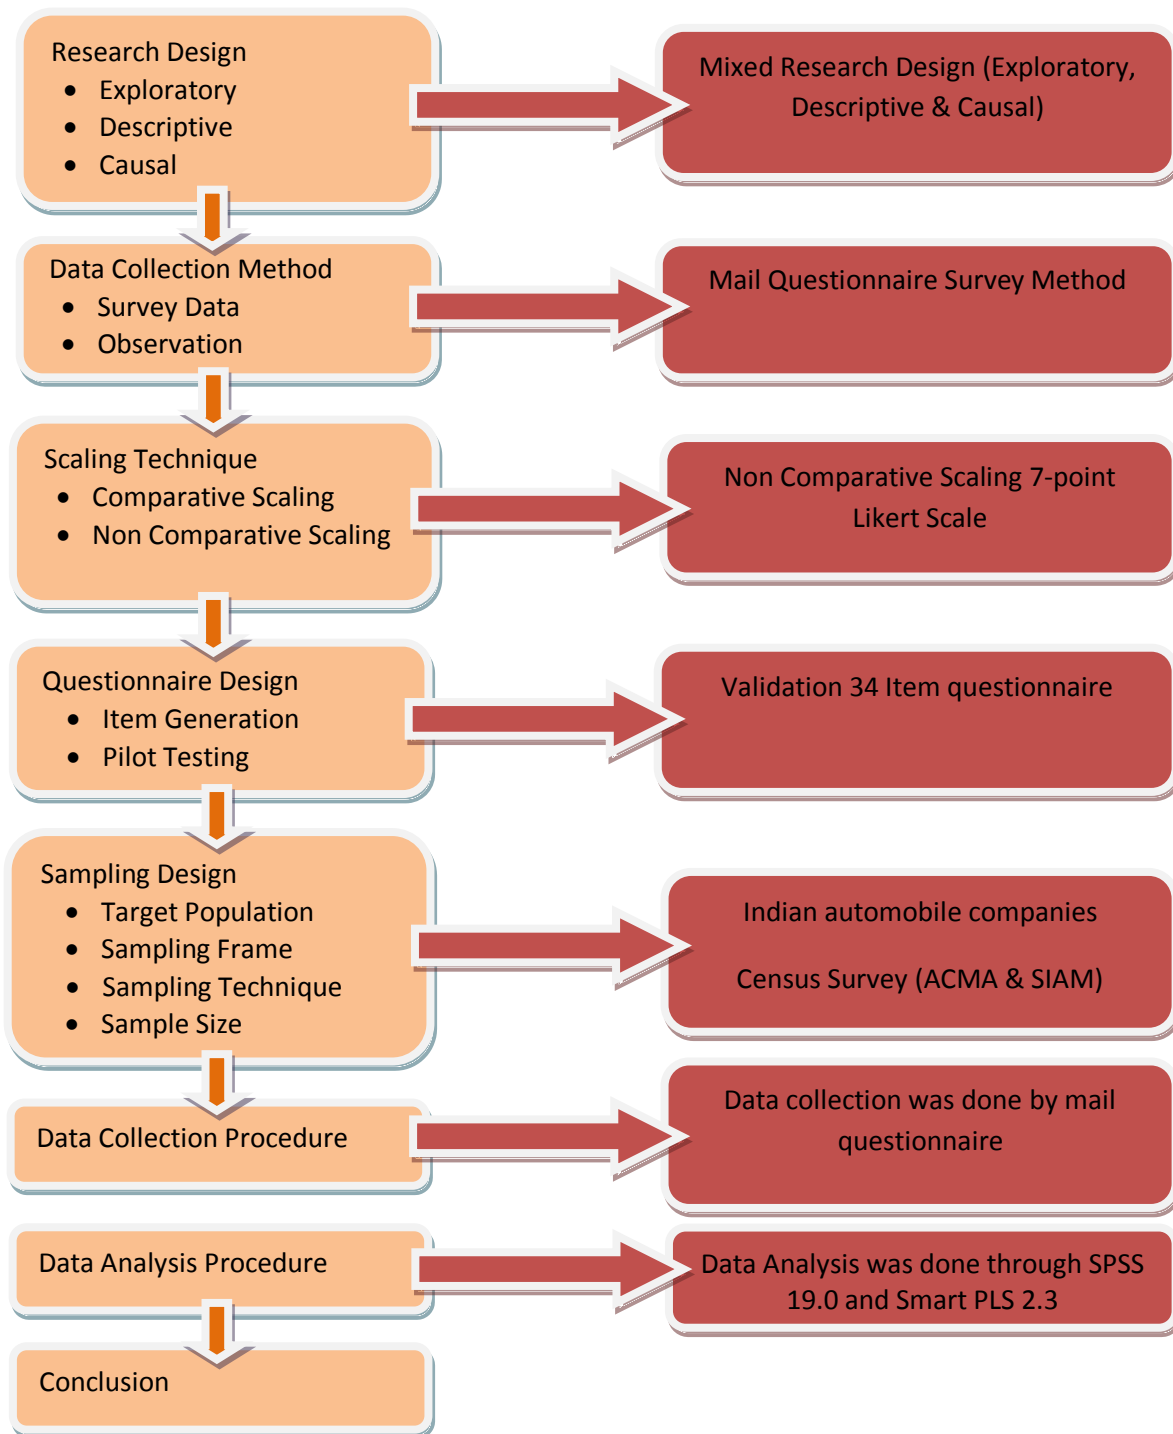 Research Design
• Exploratory
• Descriptive
• Causal
Mixed Research Design (Exploratory,
Descriptive & Causal)
Data Collection Method
• Survey Data
• Observation
Mail Questionnaire Survey Method
Scaling Technique
• Comparative Scaling
• Non Comparative Scaling
Non Comparative Scaling 7-point
Likert Scale
Questionnaire Design
• Item Generation
• Pilot Testing
Validation 34 Item questionnaire
Sampling Design
• Target Population
• Sampling Frame
• Sampling Technique
• Sample Size
Indian automobile companies
Census Survey (ACMA & SIAM)
Data Collection Procedure
Data collection was done by mail
questionnaire
Data Analysis Procedure
Data Analysis was done through SPSS
19.0 and Smart PLS 2.3
Conclusion